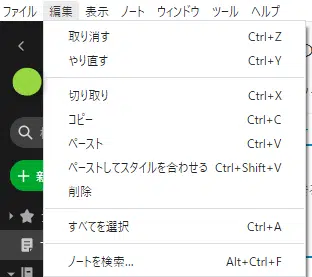 ファイル 編集 表示 ノート ウィンドウ ツール ヘルプ
取り消す Ctrl+Z
やり直す Ctrl+Y
切り取り Ctrl+X
コピー Ctrl+C
ペースト Ctrl+V
ペーストしてスタイルを合わせる Ctrl+Shift+V
削除
すべてを選択 Ctrl+A
ノートを検索... Alt+Ctrl+F